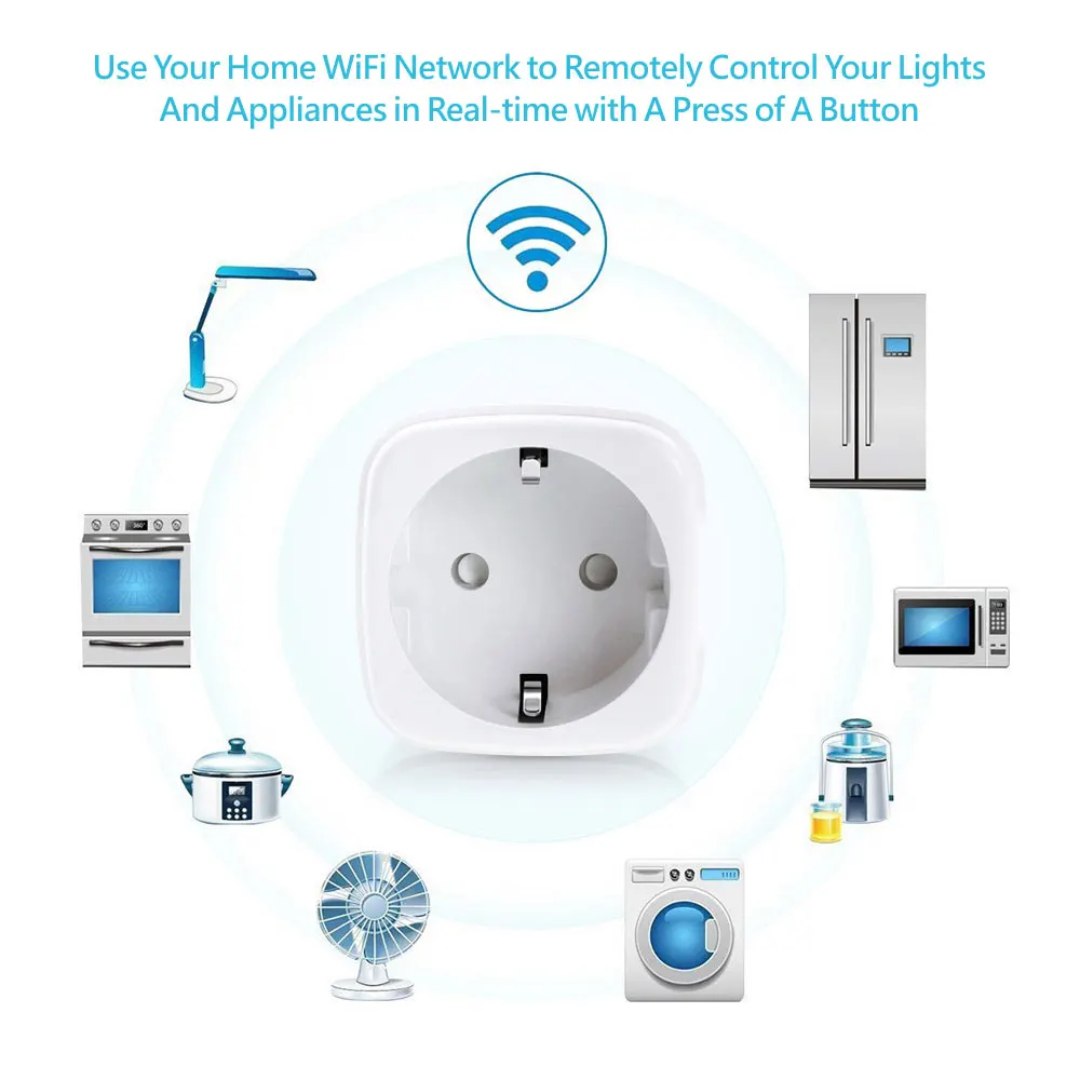 Use Your Home WiFi Network to Remotely Control Your Lights
And Appliances in Real-time with A Press of A Button